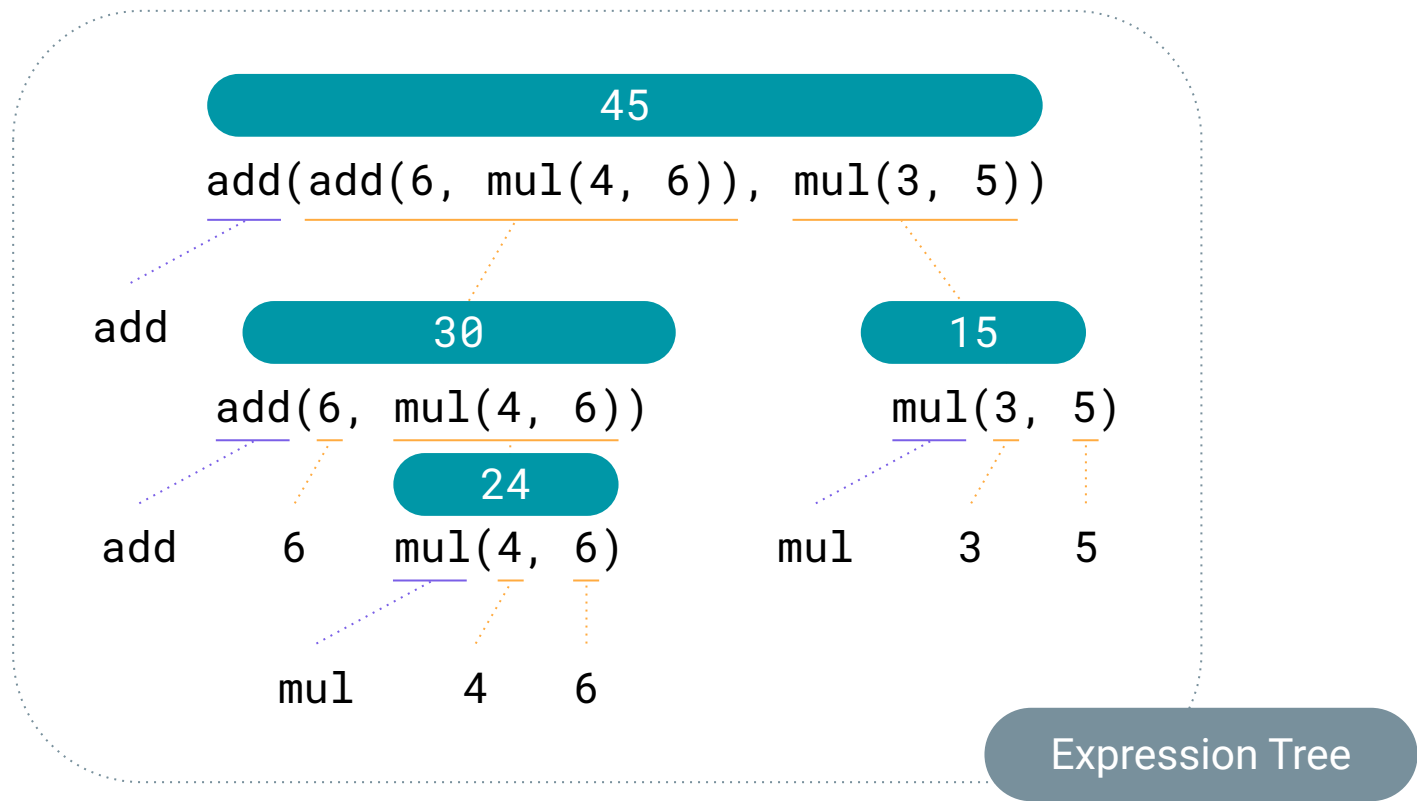 45
add(add(6, mul(4, 6)), mul(3, 5))
add
30
15
add(6, mul(4, 6))
mul(3, 5)
24
add
6
mul(4, 6)
mul
3
5
mul
4
6
Expression Tree